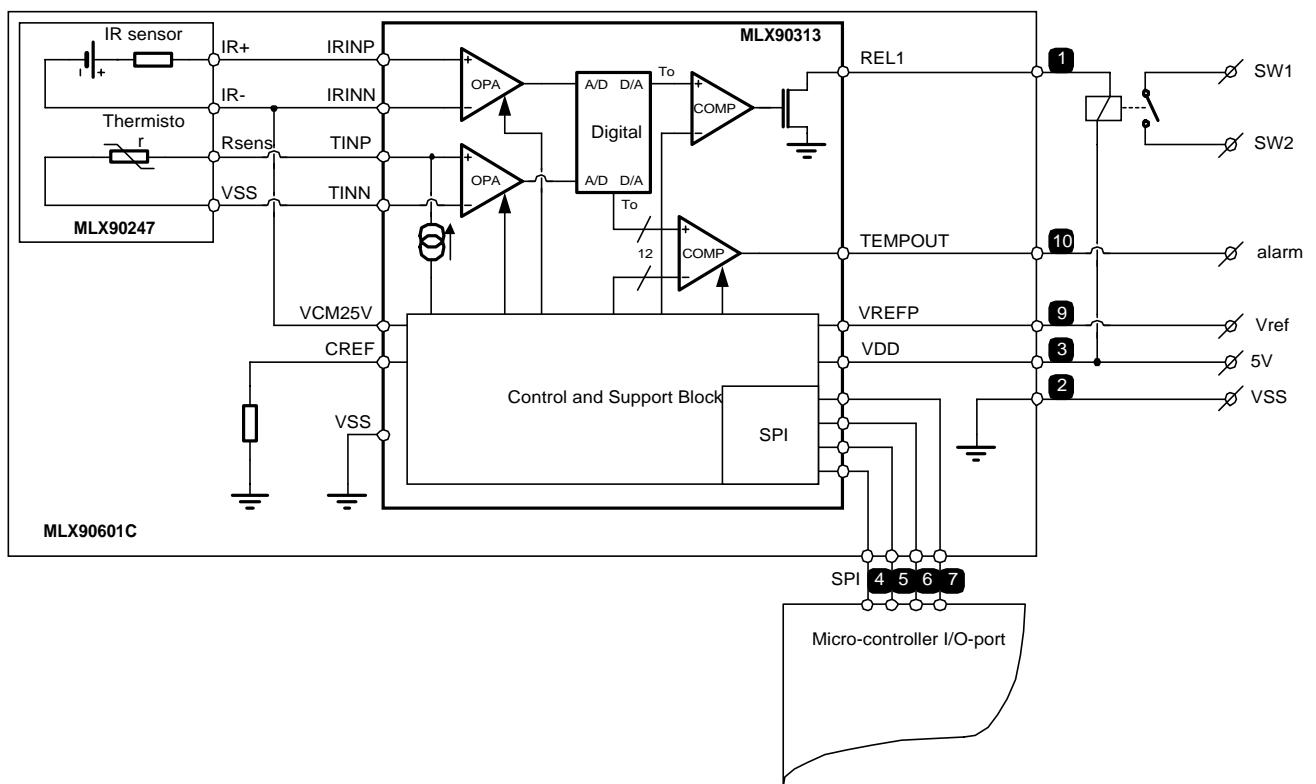 IR sensor
IR+
IRINP
MLX90313
REL1
1
SW1
- +
+
OPA
-
A/D D/A
To
+
COMP
-
IR-
IRINN
Digital
Thermisto
r
Rsens
TINP
SW2
+
OPA
-
A/D D/A
VSS
TINN
To
MLX90247
+
12
COMP
-
TEMPOUT
10
alarm
VCM25V
VREFP
9
Vref
CREF
VDD
3
5V
Control and Support Block
2
VSS
VSS
SPI
MLX90601C
SPI 4 5 6 7
Micro-controller I/O-port